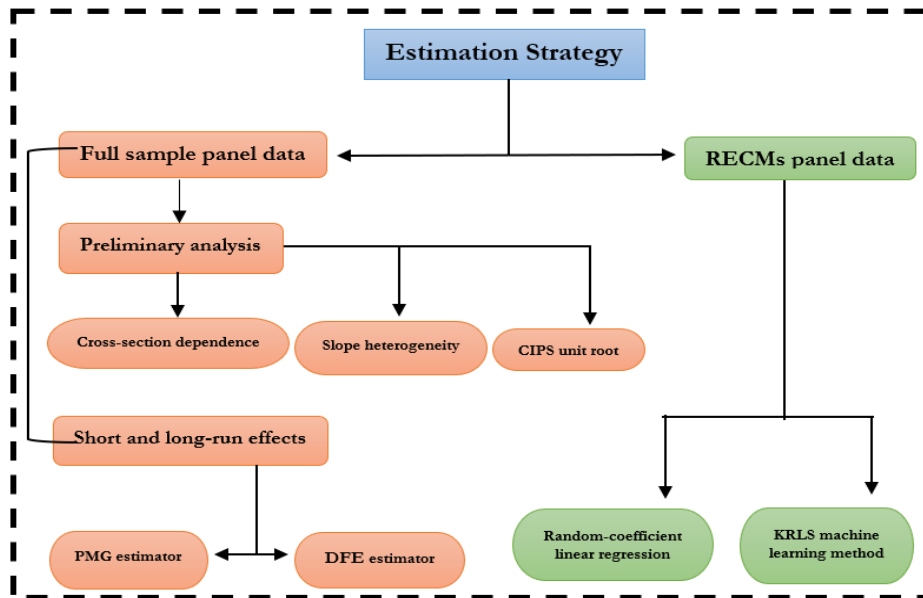 Estimation Strategy
Full sample panel data
RECMs panel data
Preliminary analysis
Cross-section dependence
Slope heterogeneity
CIPS unit root
Short and long-run effects
Random-coefficient
linear regression
KRLS machine
learning method
PMG estimator
DFE estimator